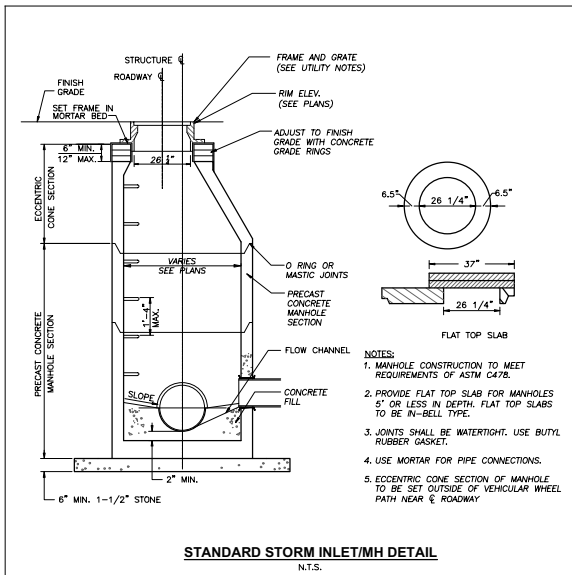 STRUCTURE ℄
ROADWAY ℄
FINISH
GRADE
SET FRAME IN
MORTAR BED
6" MIN.
12" MAX.
26 1/4"
FRAME AND GRATE
(SEE UTILITY NOTES)
RIM ELEV.
(SEE PLANS)
ADJUST TO FINISH
GRADE WITH CONCRETE
GRADE RINGS
ECCENTRIC
CONE SECTION
PRECAST CONCRETE
MANHOLE SECTION
VARIES
SEE PLANS
1'-4"
MAX.
O RING OR
MASTIC JOINTS
PRECAST
CONCRETE
MANHOLE
SECTION
FLOW CHANNEL
SLOPE
CONCRETE
FILL
2" MIN.
6" MIN. 1-1/2" STONE
6.5"
26 1/4"
6.5"
37"
26 1/4"
FLAT TOP SLAB
NOTES:
1. MANHOLE CONSTRUCTION TO MEET
REQUIREMENTS OF ASTM C478.
2. PROVIDE FLAT TOP SLAB FOR MANHOLES
5' OR LESS IN DEPTH. FLAT TOP SLABS
TO BE IN-BELL TYPE.
3. JOINTS SHALL BE WATERTIGHT. USE BUTYL
RUBBER GASKET.
4. USE MORTAR FOR PIPE CONNECTIONS.
5. ECCENTRIC CONE SECTION OF MANHOLE
TO BE SET OUTSIDE OF VEHICULAR WHEEL
PATH NEAR ℄ ROADWAY
STANDARD STORM INLET/MH DETAIL
N.T.S.